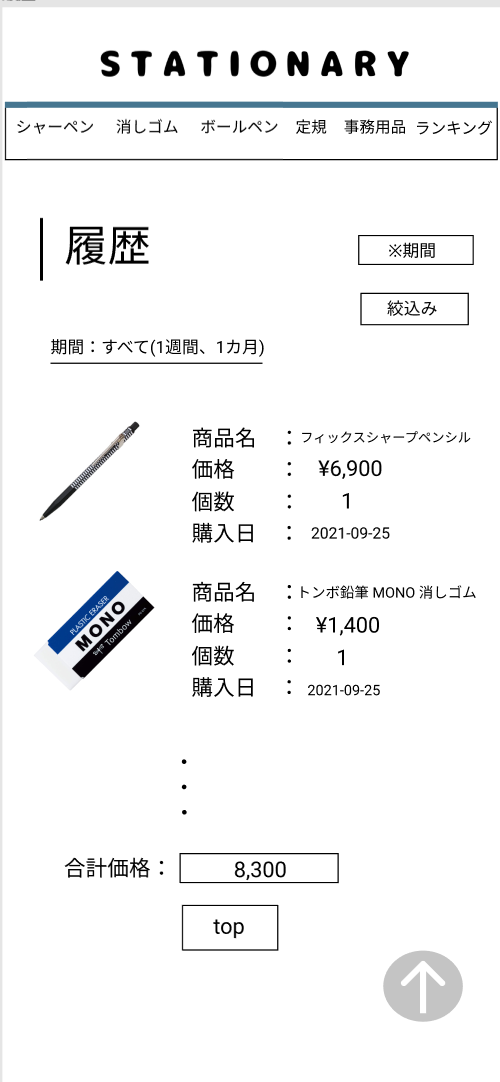 STATIONARY
シャーペン 消しゴム ボールペン 定規 事務用品 ランキング
履歴
※期間
絞込み
期間：すべて(1週間、1カ月)
商品名 ：フィックスシャープペンシル
価格 ： ¥6,900
個数 ： 1
購入日 ： 2021-09-25
PLASTIC ERASER
MONO
Tombow
商品名 ：トンボ鉛筆 MONO 消しゴム
価格 ： ¥1,400
個数 ： 1
購入日 ： 2021-09-25
・
・
・
合計価格： 8,300
top